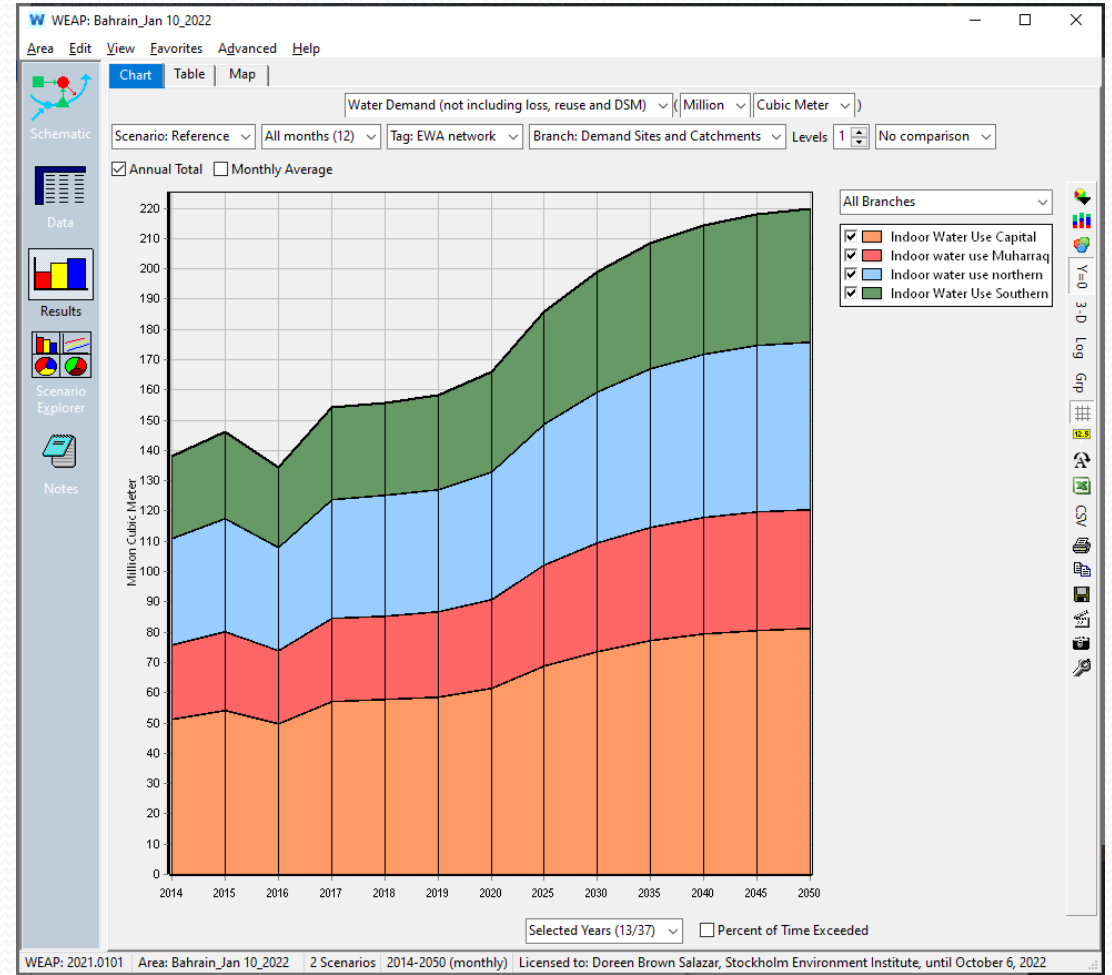 WEAP: Bahrain_Jan 10_2022
Area Edit View Favorites Advanced Help
Chart Table Map
Water Demand (not including loss, reuse and DSM) ( Million Cubic Meter )
Scenario: Reference All months (12) Tag: EWA network Branch: Demand Sites and Catchments Levels 1 No comparison
Annual Total Monthly Average
Schematic
Data
Results
Scenario
Explorer
Notes
Million Cubic Meter
220
210
200
190
180
170
160
150
140
130
120
110
100
90
80
70
60
50
40
30
20
10
0
2014 2015 2016 2017 2018 2019 2020 2025 2030 2035 2040 2045 2050
All Branches
Indoor Water Use Capital
Indoor water use Muharraq
Indoor water use northern
Indoor Water Use Southern
Y=0
3-D
Log
Grp
12.5
A
CSV
Selected Years (13/37) Percent of Time Exceeded
WEAP: 2021.0101 Area: Bahrain_Jan 10_2022 2 Scenarios 2014-2050 (monthly) Licensed to: Doreen Brown Salazar, Stockholm Environment Institute, until October 6, 2022